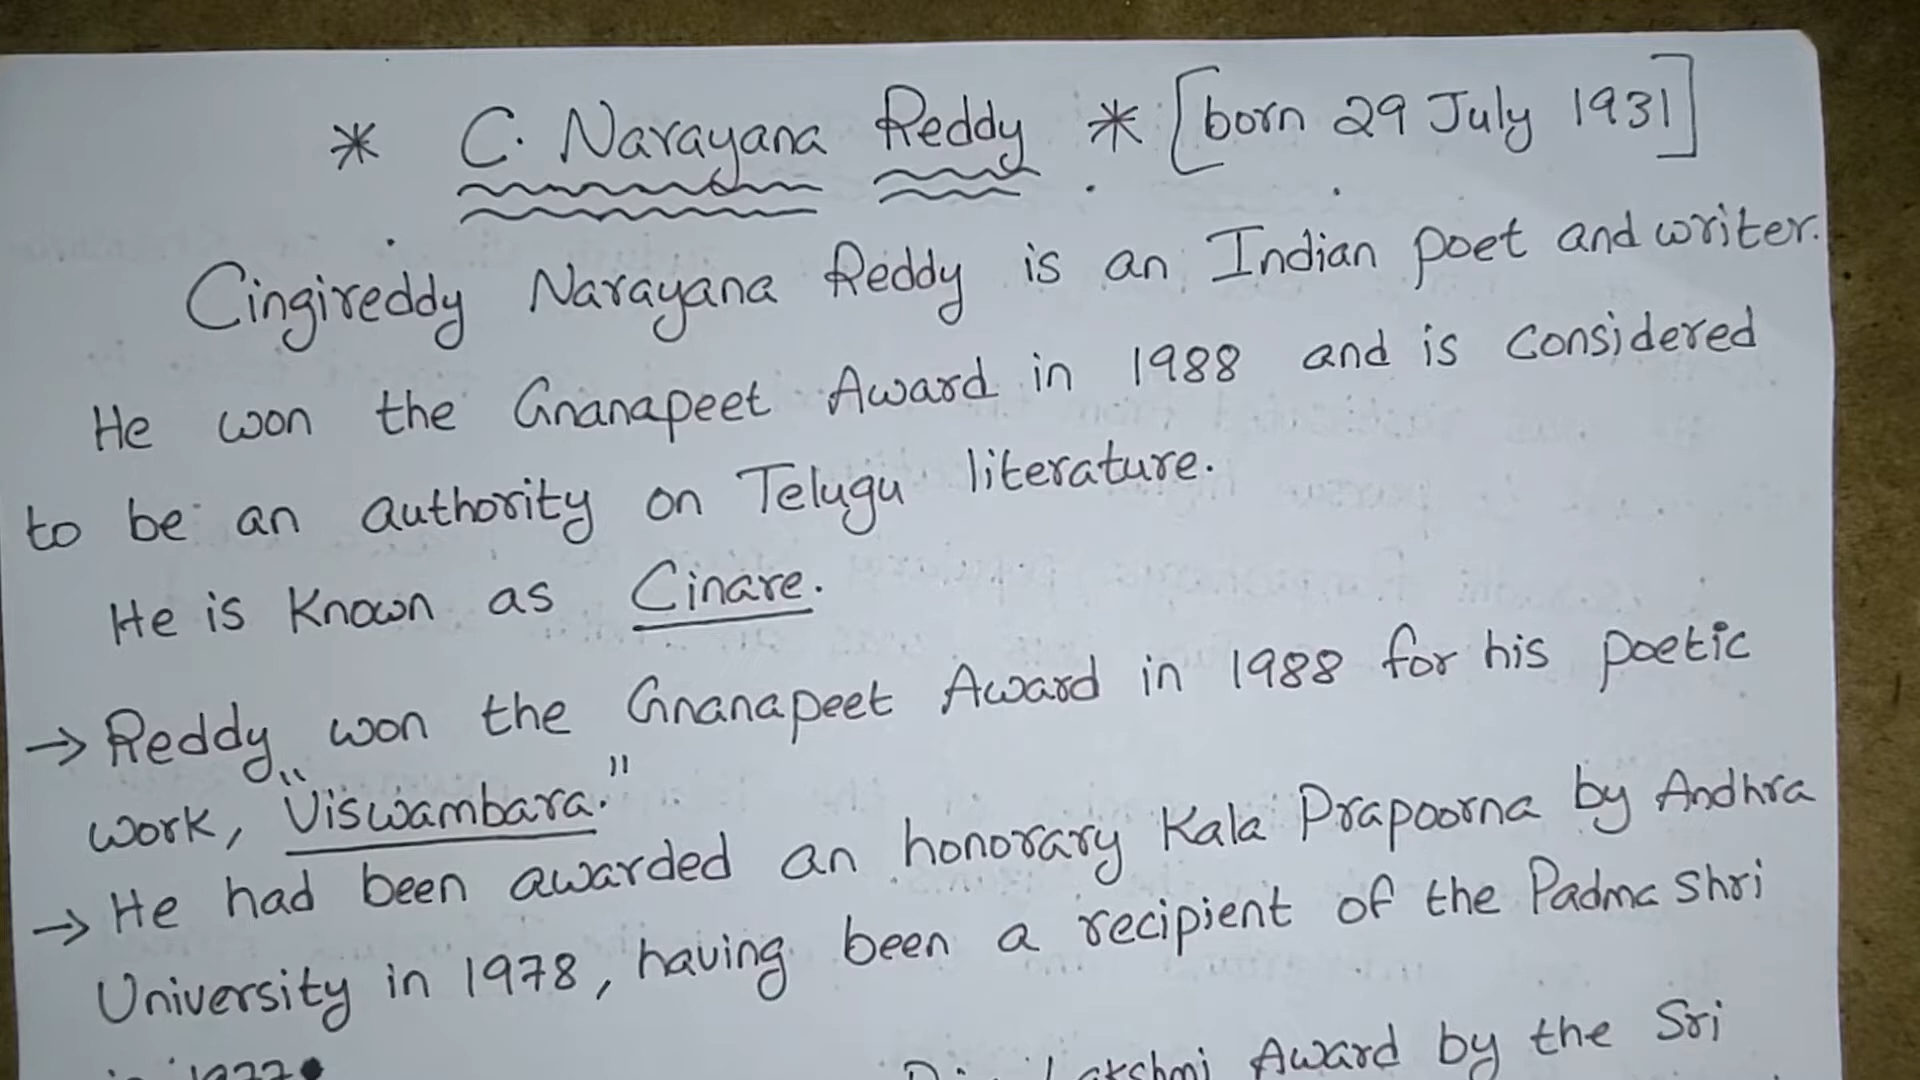 * C. Narayana Reddy * [born 29 July 1931]
Cingireddy Narayana Reddy is an Indian poet and writer.
He won the Gnanapeet Award in 1988 and is considered
to be an authority on Telugu literature.
He is Known as Cinare.
→ Reddy won the Gnanapeet Award in 1988 for his poetic
work, "Viswambara."
→ He had been awarded an honorary Kala Prapoorna by Andhra
University in 1978, having been a recipient of the Padma Shri
in 1977
Lakshmi Award by the Sri